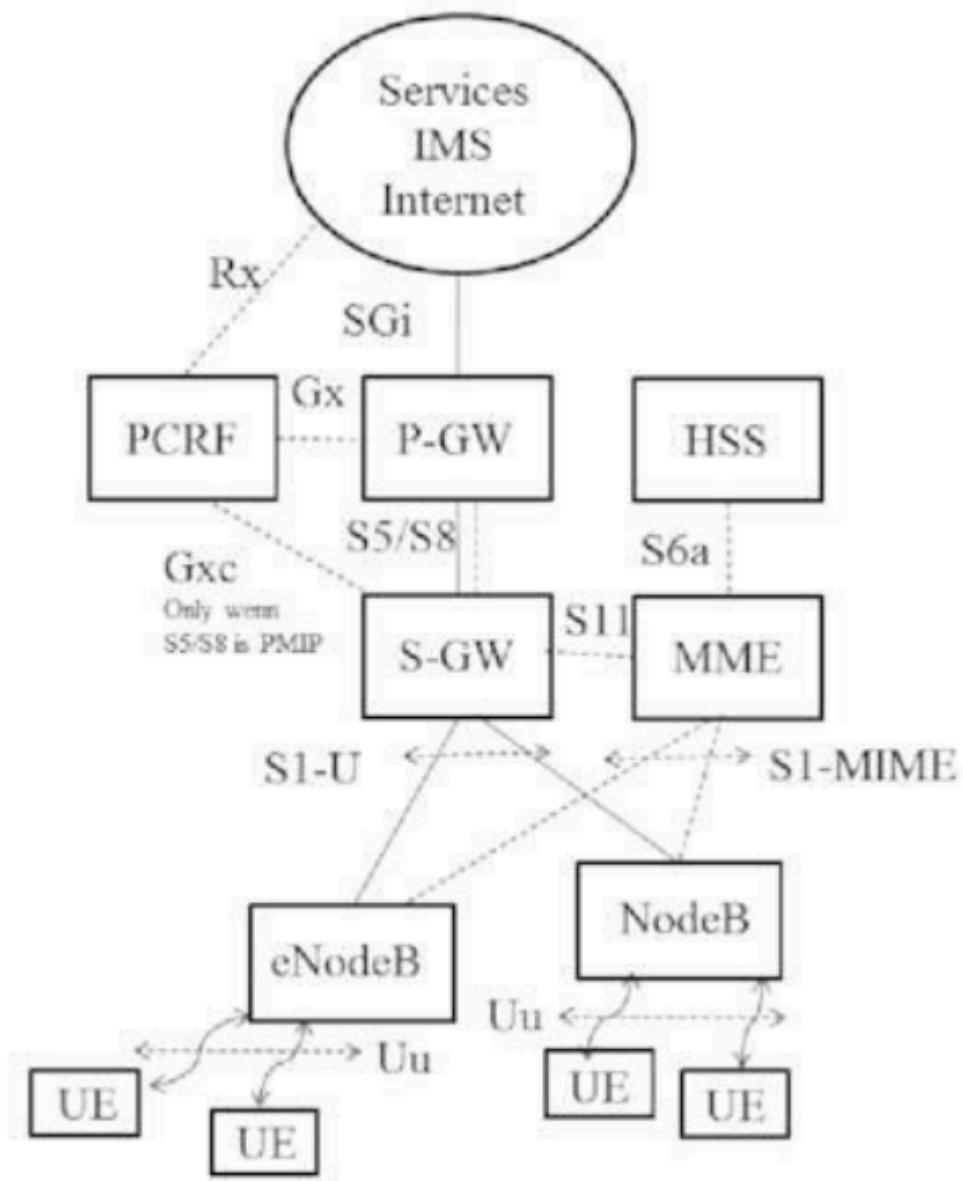 Services
IMS
Internet
Rx
SGi
Gx
PCRF
P-GW
HSS
S5/S8
S6a
Gxc
Only wenn
S5/S8 is PMIP
S11
S-GW
MME
S1-U
S1-MIME
NodeB
eNodeB
Uu
Uu
UE
UE
UE
UE